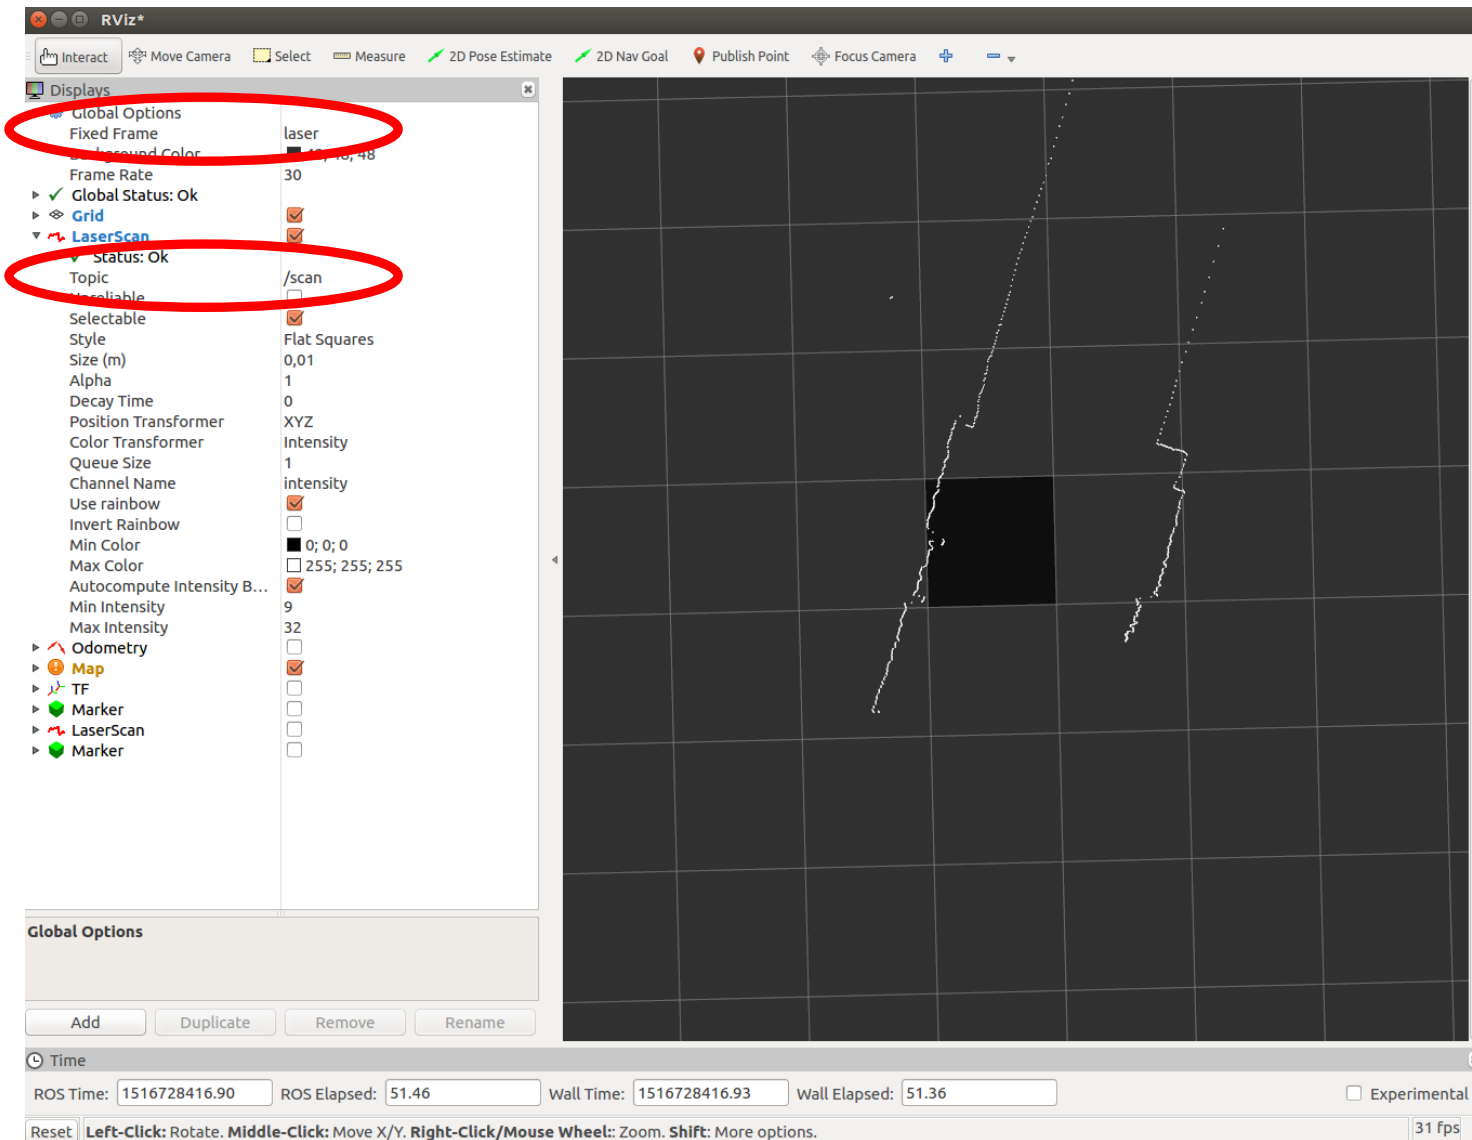 RViz*
Interact Move Camera Select Measure 2D Pose Estimate 2D Nav Goal Publish Point Focus Camera
Displays
Global Options
Fixed Frame laser
Background Color 48; 48; 48
Frame Rate 30
Global Status: Ok
Grid
LaserScan
Status: Ok
Topic /scan
Unreliable
Selectable
Style Flat Squares
Size (m) 0,01
Alpha 1
Decay Time 0
Position Transformer XYZ
Color Transformer Intensity
Queue Size 1
Channel Name intensity
Use rainbow
Invert Rainbow
Min Color 0; 0; 0
Max Color 255; 255; 255
Autocompute Intensity B...
Min Intensity 9
Max Intensity 32
Odometry
Map
TF
Marker
LaserScan
Marker
Global Options
Add Duplicate Remove Rename
Time
ROS Time: 1516728416.90 ROS Elapsed: 51.46 Wall Time: 1516728416.93 Wall Elapsed: 51.36 Experimental
Reset Left-Click: Rotate. Middle-Click: Move X/Y. Right-Click/Mouse Wheel:: Zoom. Shift: More options. 31 fps